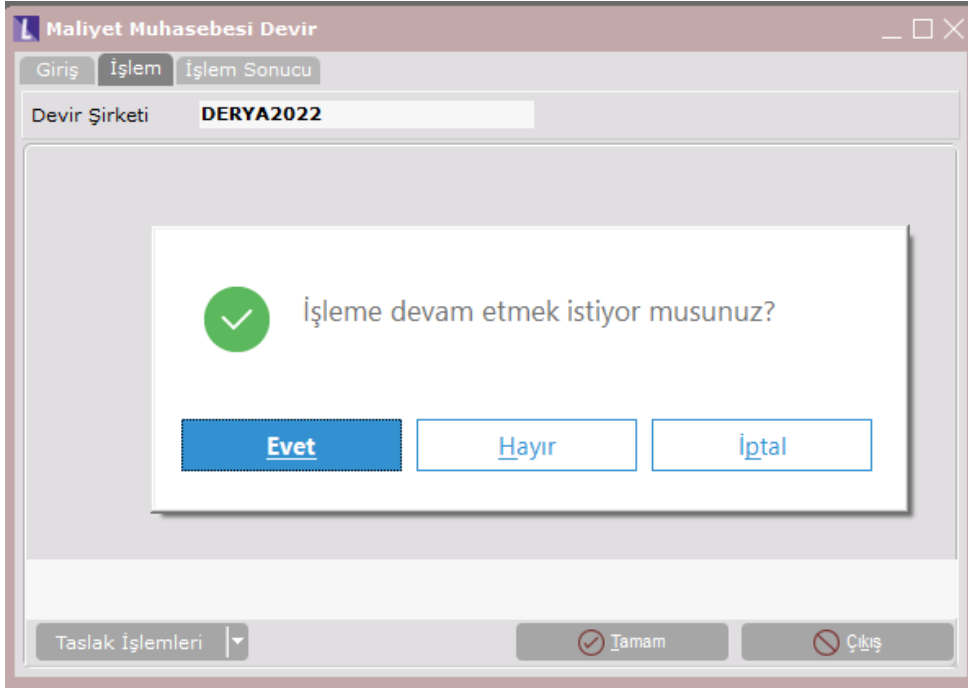 Maliyet Muhasebesi Devir
Giriş İşlem İşlem Sonucu
Devir Şirketi DERYA2022
İşleme devam etmek istiyor musunuz?
Evet Hayır İptal
Taslak İşlemleri Tamam Çıkış